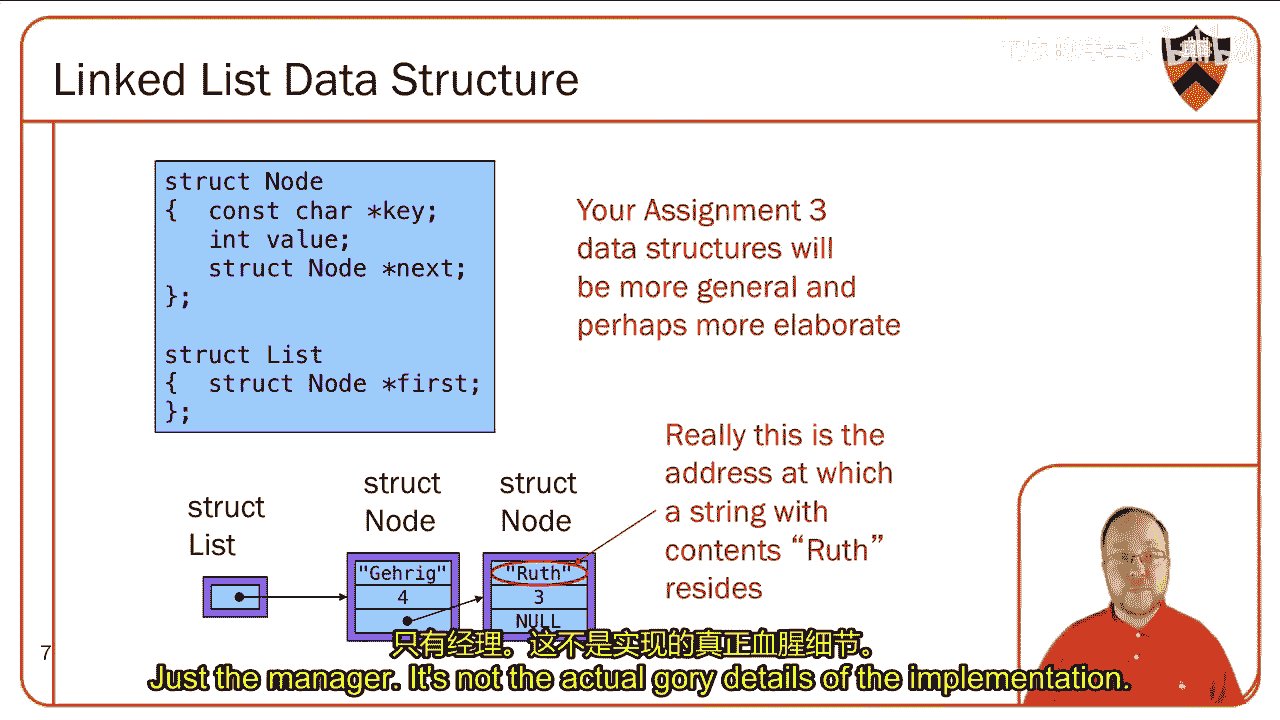 Linked List Data Structure
struct Node
{ const char *key;
int value;
struct Node *next;
};
struct List
{ struct Node *first;
};
Your Assignment 3
data structures will
be more general and
perhaps more elaborate
Really this is the
address at which
a string with
contents “Ruth”
resides
struct
List
struct
Node
struct
Node
"Gehrig"
4
"Ruth"
3
NULL
7
只有经理。这不是实现的真正血腥细节。
Just the manager. It's not the actual gory details of the implementation.